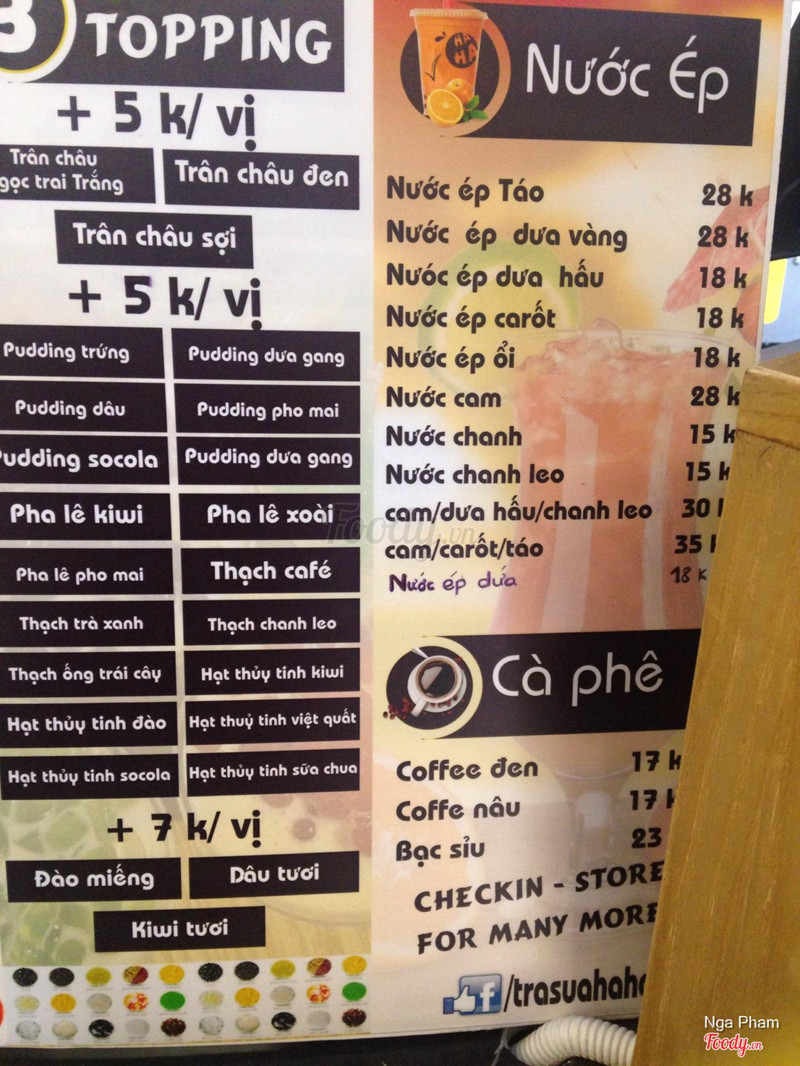 3 TOPPING
+ 5 k/ vị
Trân châu
gọc trai Trắng
Trân châu đen
Trân châu sợi
+ 5 k/ vị
Pudding trứng
Pudding dưa gang
Pudding dâu
Pudding pho mai
Pudding socola
Pudding dưa gang
Pha lê kiwi
Pha lê xoài
Pha lê pho mai
Thạch café
Thạch trà xanh
Thạch chanh leo
Thạch ống trái cây
Hạt thủy tinh kiwi
Hạt thủy tinh đào
Hạt thuỷ tinh việt quất
Hạt thủy tinh socola
Hạt thủy tinh sữa chua
+ 7 k/ vị
Đào miếng
Dâu tươi
Kiwi tươi
HA HA
Nước Ép
Nước ép Táo 28 k
Nước ép dưa vàng 28 k
Nước ép dưa hấu 18 k
Nước ép carốt 18 k
Nước ép ổi 18 k
Nước cam 28 k
Nước chanh 15 k
Nước chanh leo 15 k
cam/dưa hấu/chanh leo 30
cam/carốt/táo 35
Nước ép dứa 18 k
Cà phê
Coffee đen 17 k
Coffe nâu 17 k
Bạc sỉu 23
CHECKIN - STORE
FOR MANY MORE
f/trasuahaha
Foody.vn
Nga Pham
Foody.vn